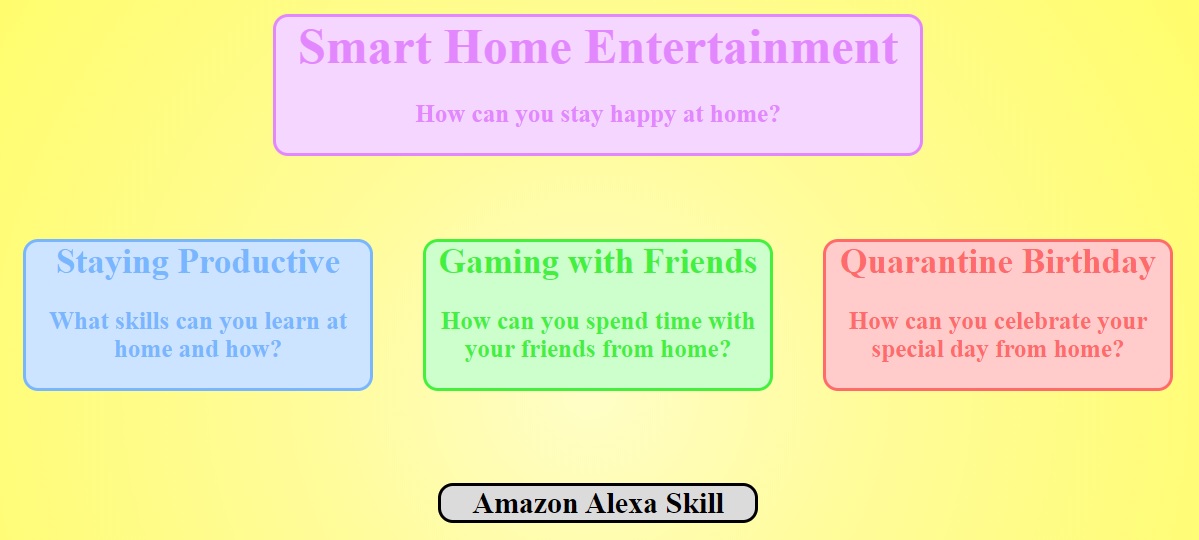 Smart Home Entertainment
How can you stay happy at home?
Staying Productive
What skills can you learn at
home and how?
Gaming with Friends
How can you spend time with
your friends from home?
Quarantine Birthday
How can you celebrate your
special day from home?
Amazon Alexa Skill